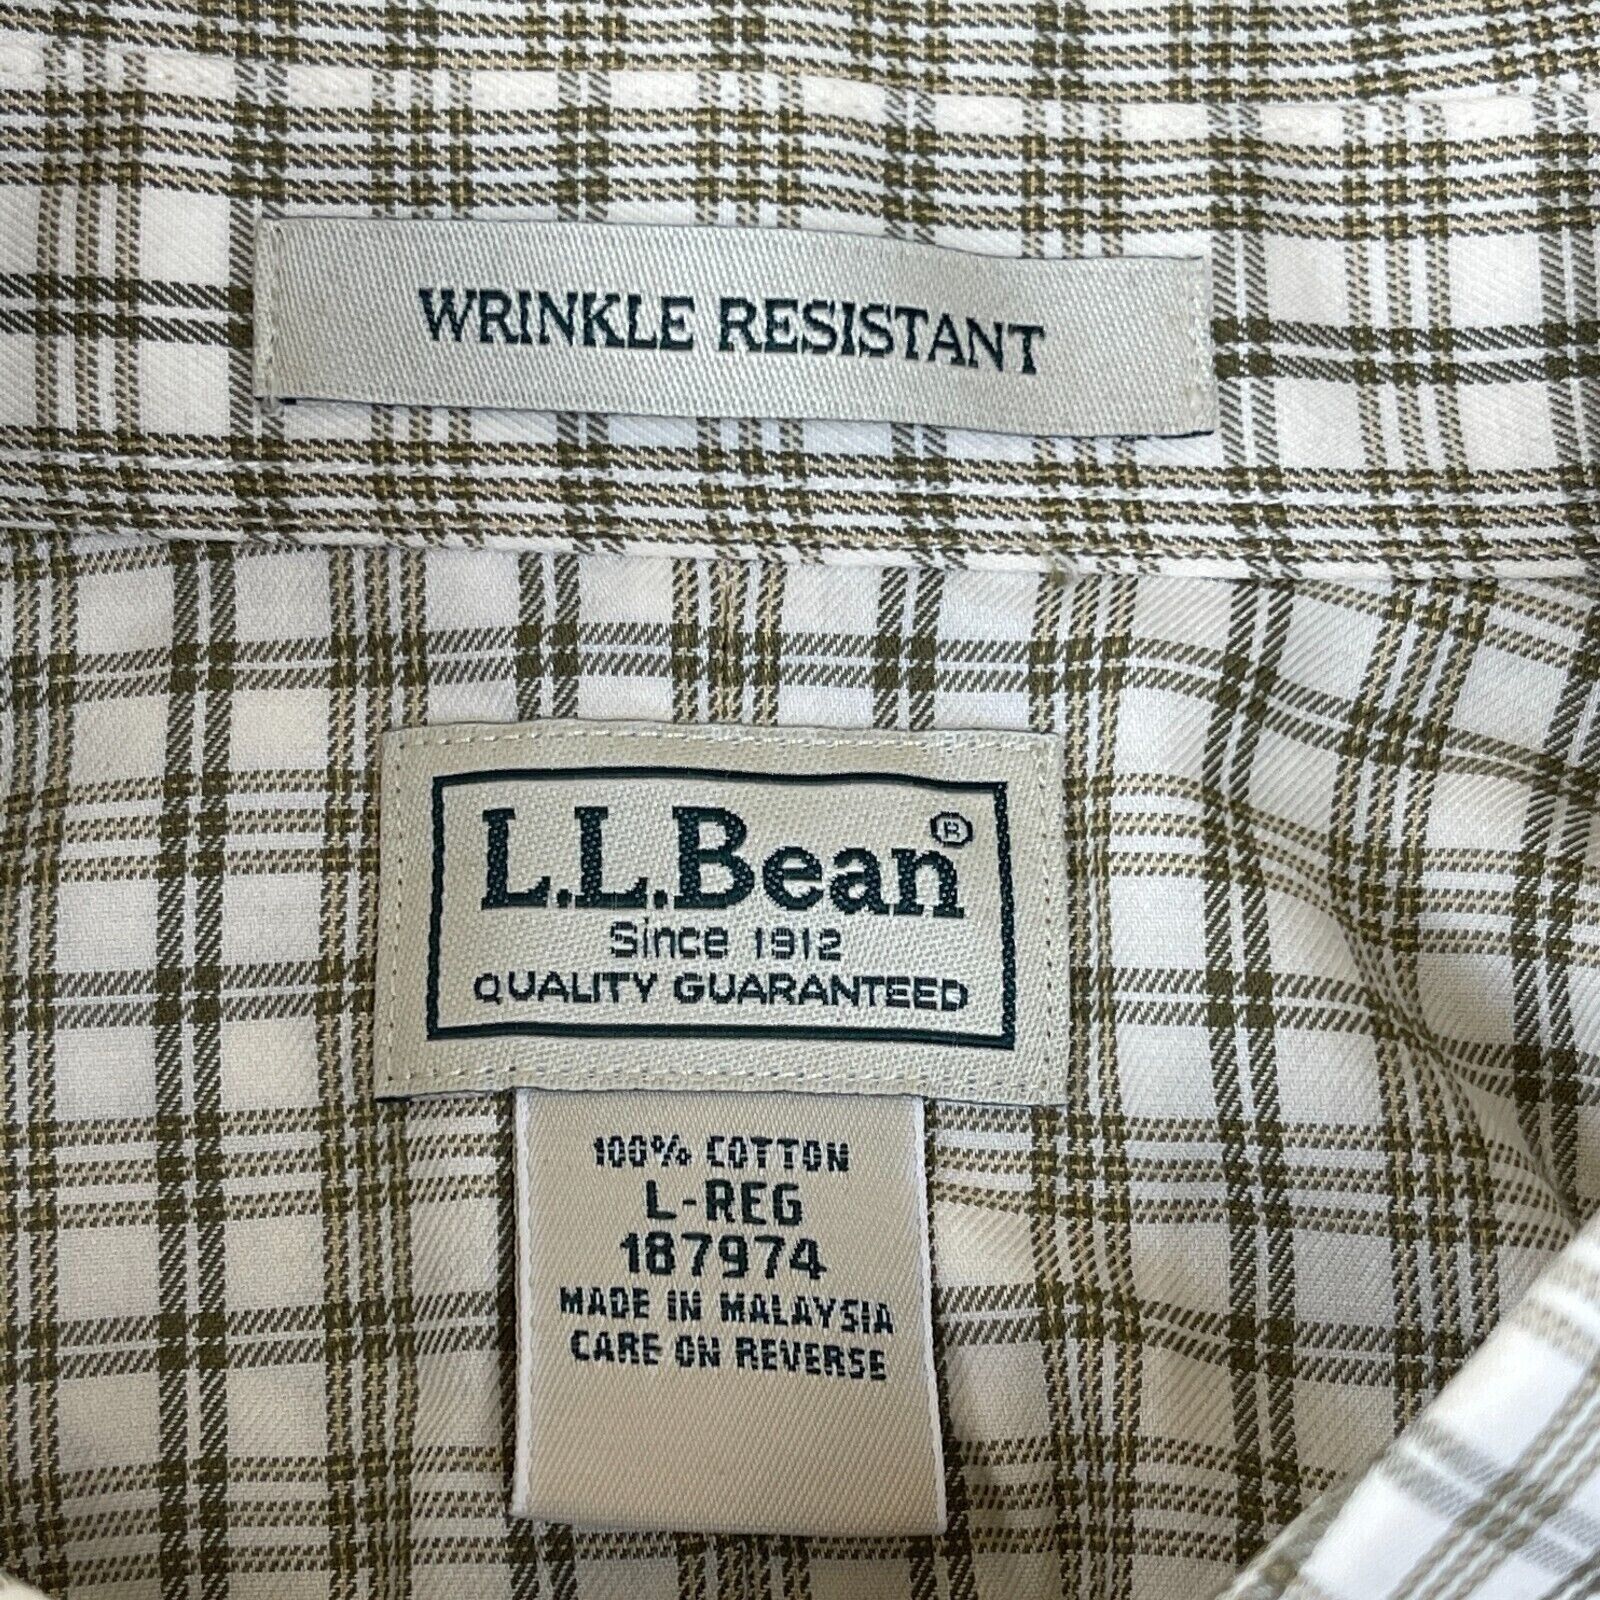 WRINKLE RESISTANT
L.L.Bean®
Since 1912
QUALITY GUARANTEED
100% COTTON
L-REG
187974
MADE IN MALAYSIA
CARE ON REVERSE